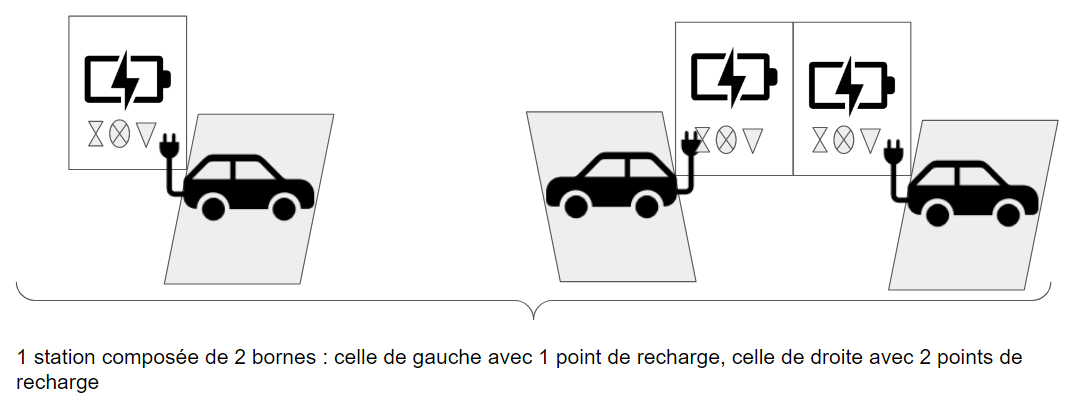 1 station composée de 2 bornes : celle de gauche avec 1 point de recharge, celle de droite avec 2 points de
recharge